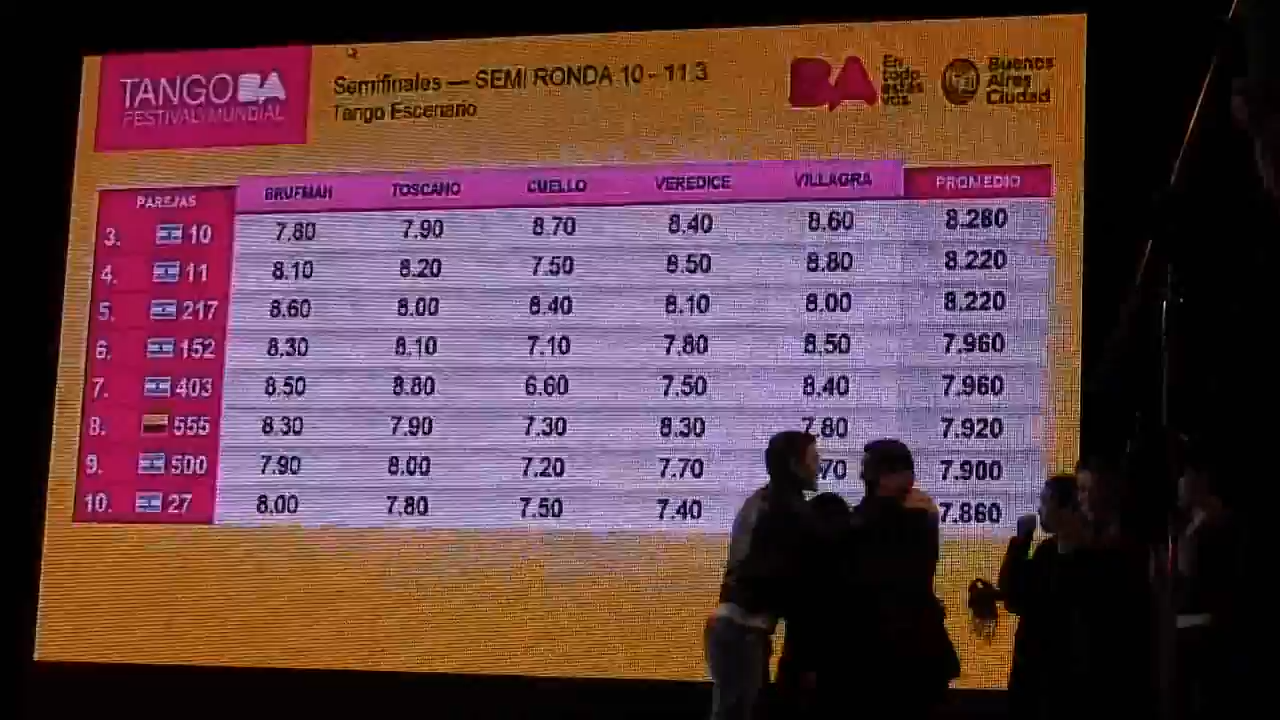 TANGO BA
FESTIVAL Y MUNDIAL
Semifinales — SEMI RONDA 10 - 11.3
Tango Escenario
BA
En
todo
estás
vos.
Buenos
Aires
Ciudad
PAREJAS BRUFMAN TOSCANO CUELLO VEREDICE VILLAGRA PROMEDIO
3. 10 7.80 7.90 8.70 8.40 8.60 8.280
4. 11 8.10 8.20 7.50 8.50 8.80 8.220
5. 217 8.60 8.00 8.40 8.10 8.00 8.220
6. 152 8.30 8.10 7.10 7.80 8.50 7.960
7. 403 8.50 8.80 6.60 7.50 8.40 7.960
8. 555 8.30 7.90 7.30 8.30 7.80 7.920
9. 500 7.90 8.00 7.20 7.70 70 7.900
10. 27 8.00 7.80 7.50 7.40 7.860